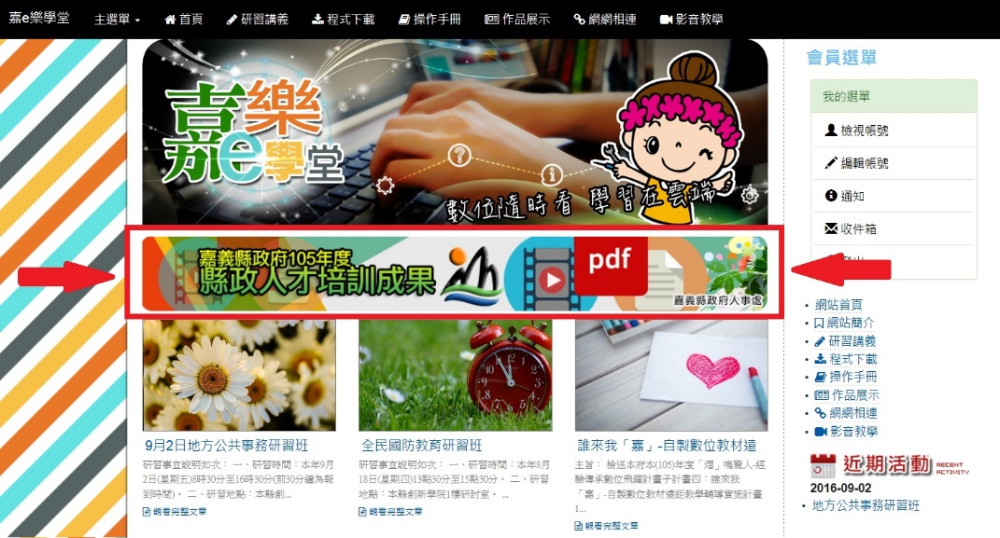 嘉e樂學堂 主選單 首頁 研習講義 程式下載 操作手冊 作品展示 網網相連 影音教學
嘉樂e學堂
數位隨時看 學習在雲端
嘉義縣政府105年度
縣政人才培訓成果
pdf
嘉義縣政府人事處
9月2日地方公共事務研習班
研習事宜說明如次： 一、研習時間：本年9月
2日(星期五)8時30分至16時30分(前30分鐘為報
到時間)。 二、研習地點：本縣創...
觀看完整文章
全民國防教育研習班
研習事宜說明如次： 一、研習時間：本年8月
18日(星期四)13點30分至15點30分。 二、研習
地點：本縣創新學院1樓研討室。 ...
觀看完整文章
誰來我「嘉」-自製數位教材遠
主旨： 檢送本府本(105)年度「熠」鳴驚人-經
驗傳承數位飛躍計畫子計畫四：誰來我
「嘉」-自製數位教材遠距教學輔導實施計畫
1...
觀看完整文章
會員選單
我的選單
檢視帳號
編輯帳號
通知
收件箱
網站首頁
網站簡介
研習講義
程式下載
操作手冊
作品展示
網網相連
影音教學
近期活動 RECENT ACTIVITY
2016-09-02
地方公共事務研習班